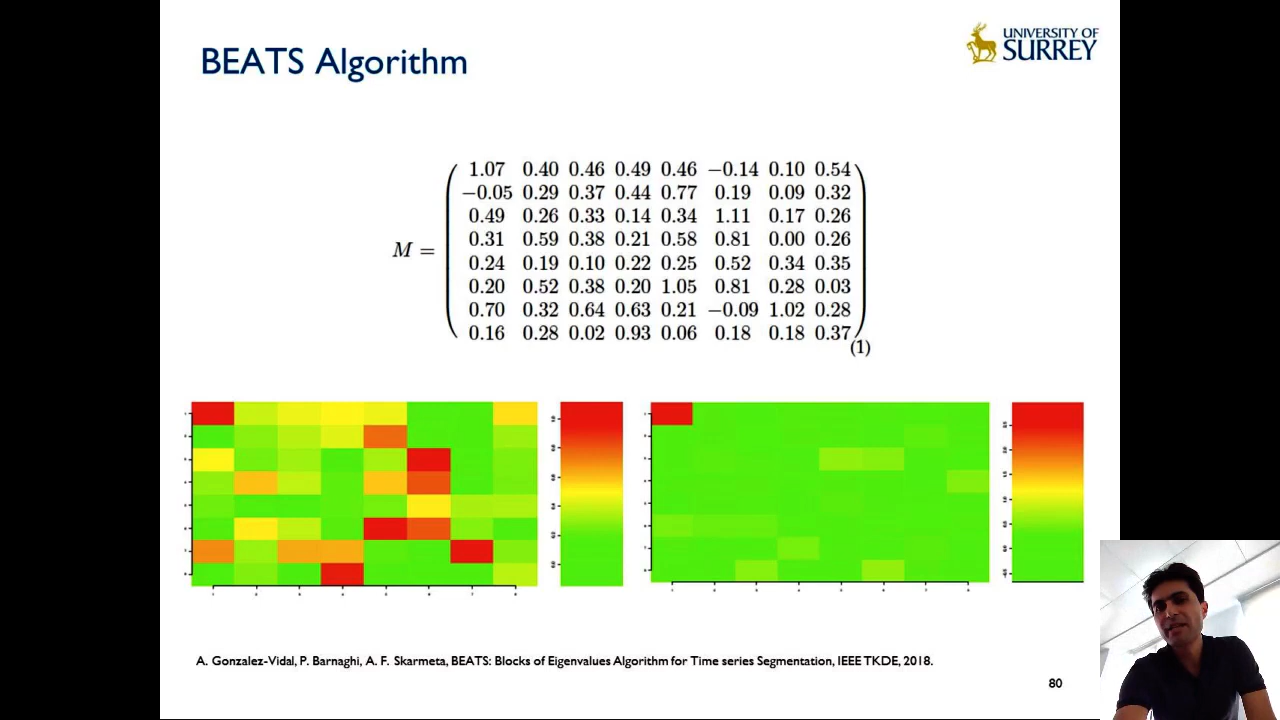 BEATS Algorithm
UNIVERSITY OF
SURREY
M =
1.07 0.40 0.46 0.49 0.46 −0.14 0.10 0.54
−0.05 0.29 0.37 0.44 0.77 0.19 0.09 0.32
0.49 0.26 0.33 0.14 0.34 1.11 0.17 0.26
0.31 0.59 0.38 0.21 0.58 0.81 0.00 0.26
0.24 0.19 0.10 0.22 0.25 0.52 0.34 0.35
0.20 0.52 0.38 0.20 1.05 0.81 0.28 0.03
0.70 0.32 0.64 0.63 0.21 −0.09 1.02 0.28
0.16 0.28 0.02 0.93 0.06 0.18 0.18 0.37
(1)
A. Gonzalez-Vidal, P. Barnaghi, A. F. Skarmeta, BEATS: Blocks of Eigenvalues Algorithm for Time series Segmentation, IEEE TKDE, 2018.
80